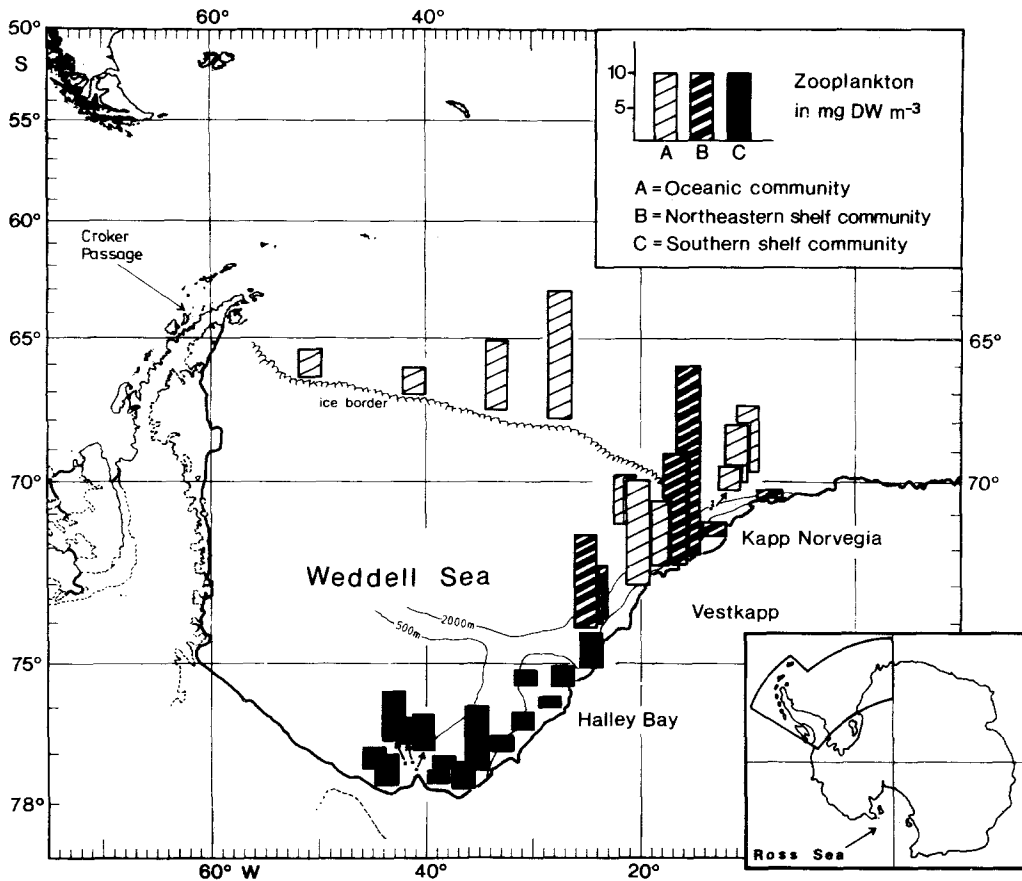 60°
40°
50°
S
55°
60°
65°
70°
75°
78°
10
5
A B C
Zooplankton
in mg DW m⁻³
A = Oceanic community
B = Northeastern shelf community
C = Southern shelf community
Croker
Passage
65°
ice border
70°
Kapp Norvegia
Weddell Sea
Vestkapp
2000m
500m
Halley Bay
Ross Sea
60° W
40°
20°